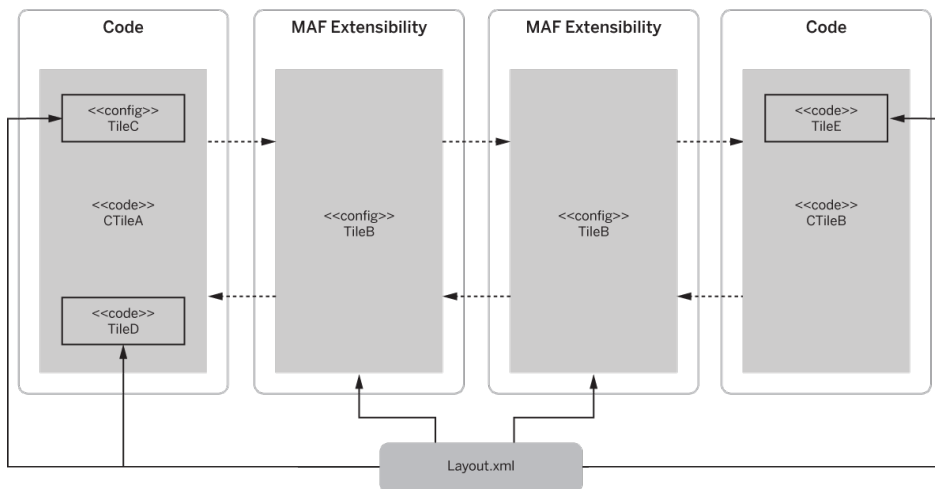 Code
MAF Extensibility
MAF Extensibility
Code
<<config>>
TileC
<<code>>
TileE
<<code>>
CTileA
<<config>>
TileB
<<config>>
TileB
<<code>>
CTileB
<<code>>
TileD
Layout.xml